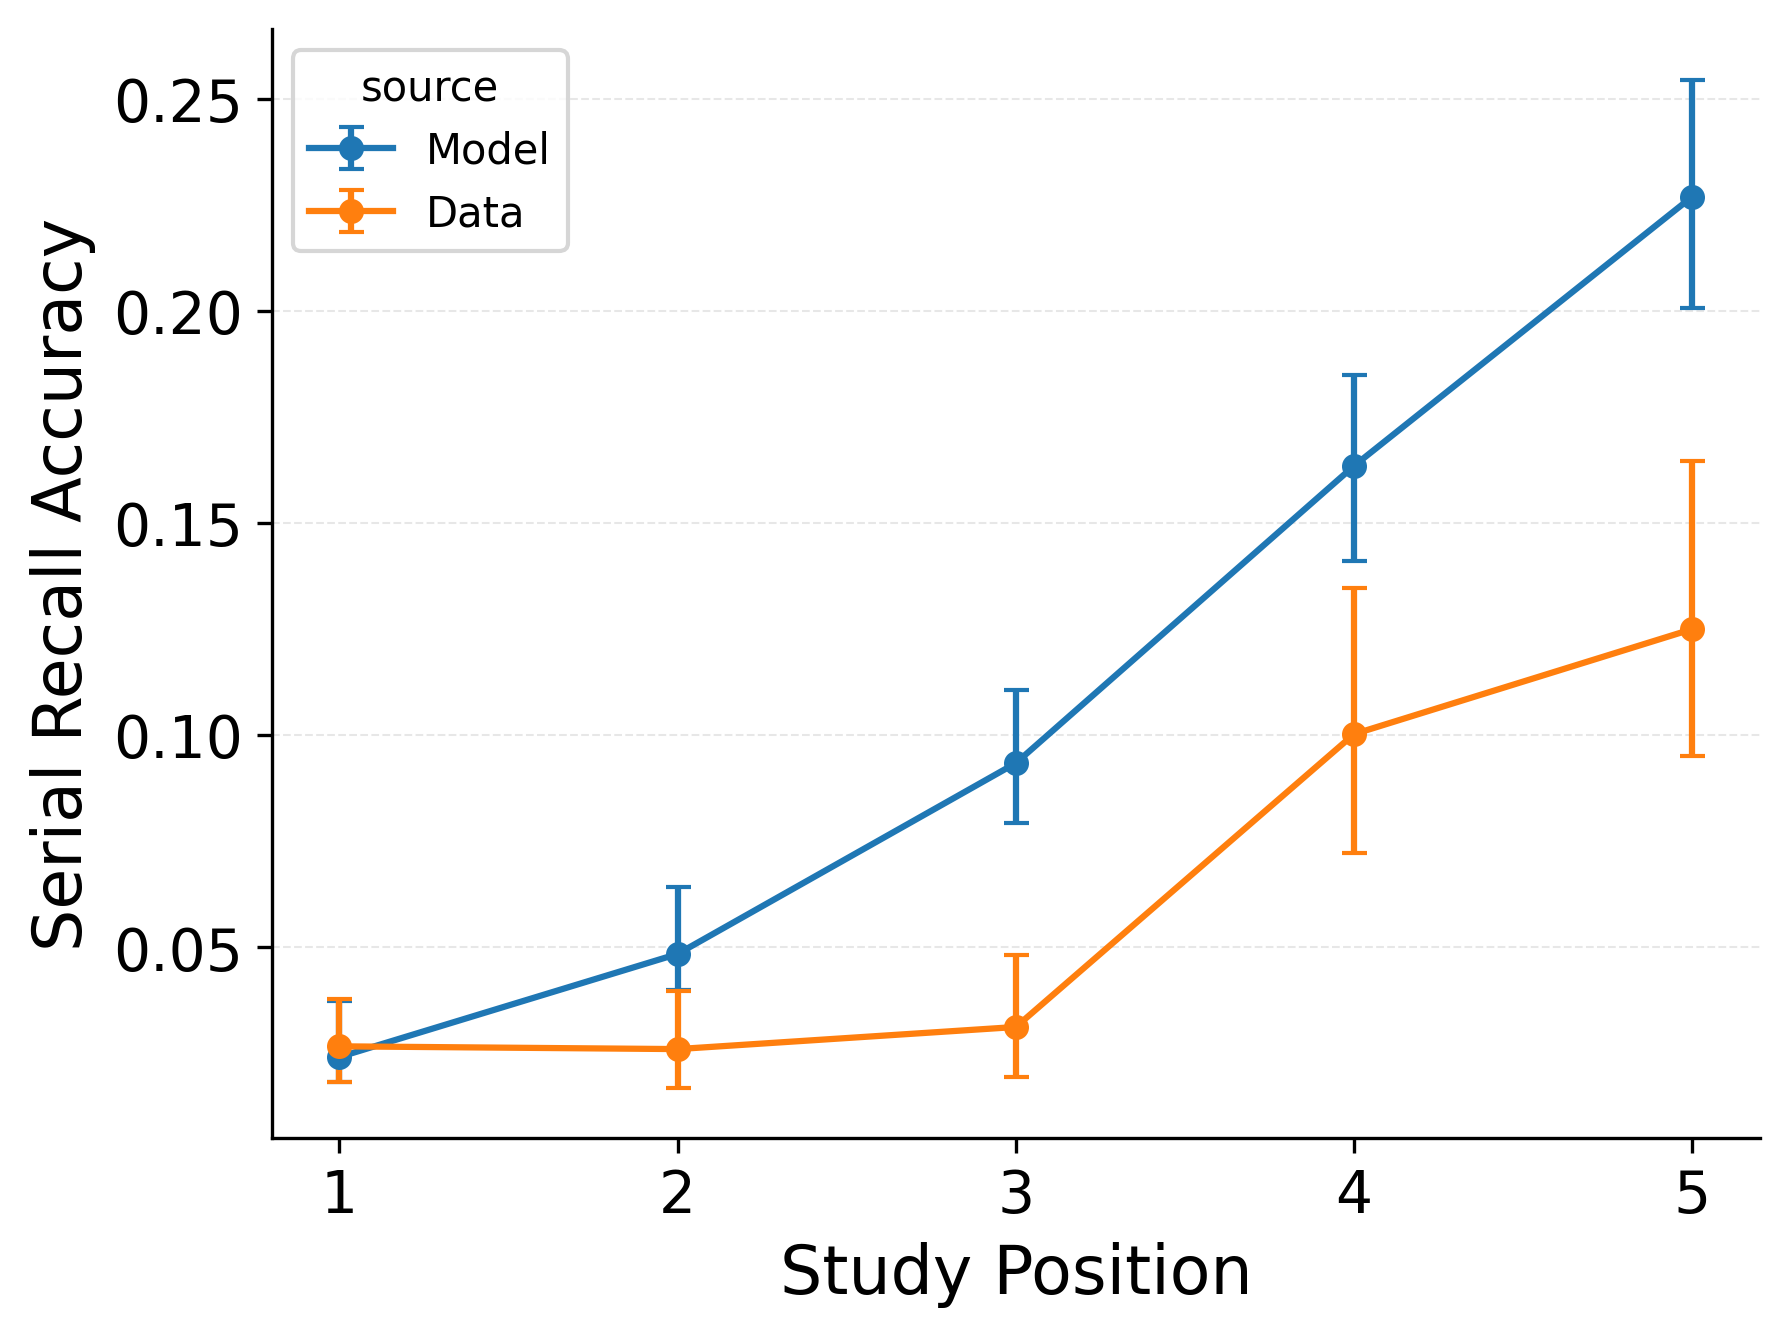 source
Model
Data
0.25
0.20
0.15
0.10
0.05
Serial Recall Accuracy
1 2 3 4 5
Study Position